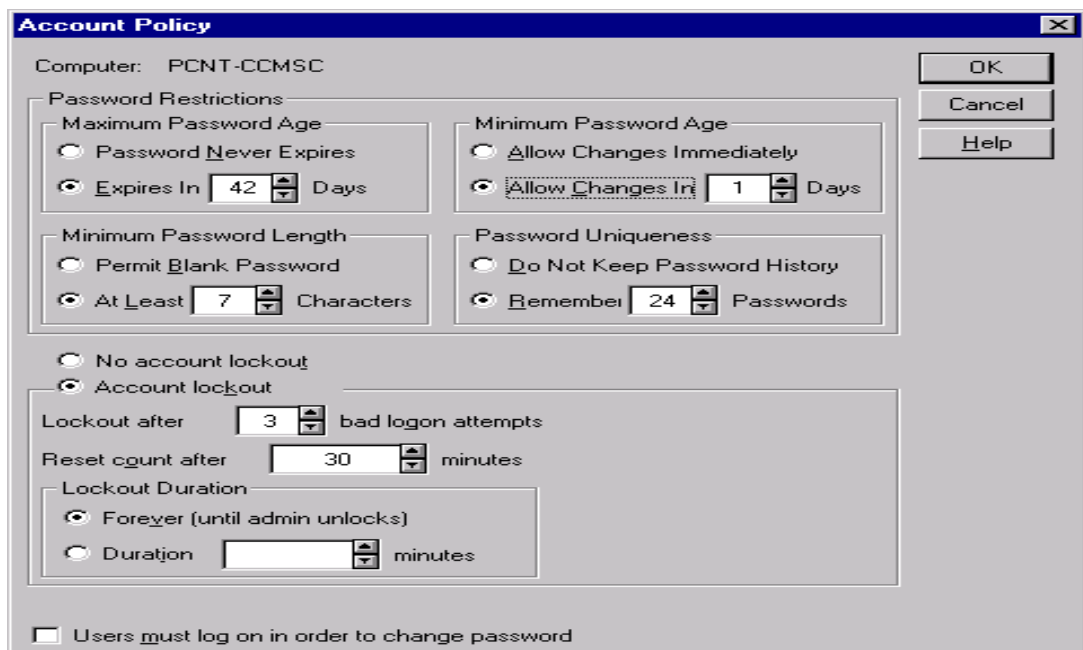 Account Policy
Computer: PCNT-CCMSC
OK
Cancel
Help
Password Restrictions
Maximum Password Age
Password Never Expires
Expires In 42 Days
Minimum Password Age
Allow Changes Immediately
Allow Changes In 1 Days
Minimum Password Length
Permit Blank Password
At Least 7 Characters
Password Uniqueness
Do Not Keep Password History
Remember 24 Passwords
No account lockout
Account lockout
Lockout after 3 bad logon attempts
Reset count after 30 minutes
Lockout Duration
Forever (until admin unlocks)
Duration minutes
Users must log on in order to change password